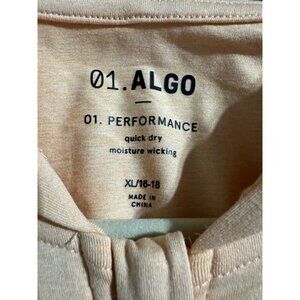 01.ALGO
01. PERFORMANCE
quick dry
moisture wicking
XL/16-18
MADE IN
CHINA